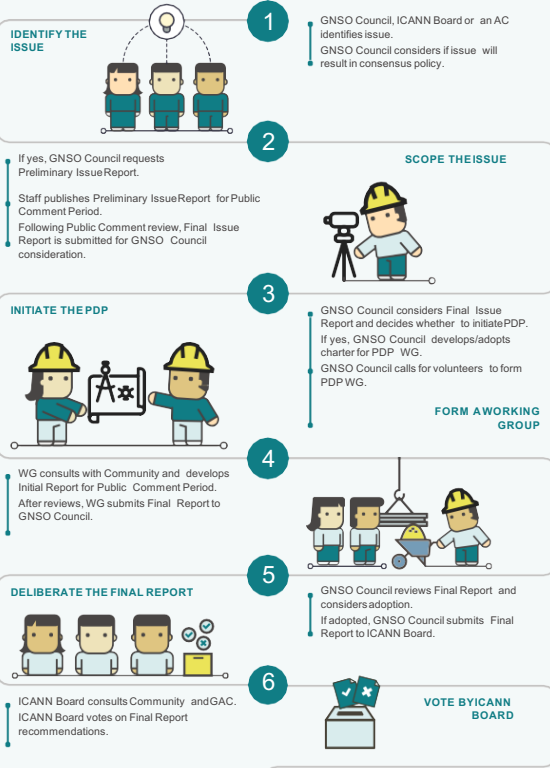 1
IDENTIFY THE
ISSUE
GNSO Council, ICANN Board or an AC
identifies issue.
GNSO Council considers if issue will
result in consensus policy.
2
If yes, GNSO Council requests
Preliminary Issue Report.
Staff publishes Preliminary Issue Report for Public
Comment Period.
Following Public Comment review, Final Issue
Report is submitted for GNSO Council
consideration.
SCOPE THE ISSUE
3
INITIATE THE PDP
GNSO Council considers Final Issue
Report and decides whether to initiate PDP.
If yes, GNSO Council develops/adopts
charter for PDP WG.
GNSO Council calls for volunteers to form
PDP WG.
FORM A WORKING
GROUP
4
WG consults with Community and develops
Initial Report for Public Comment Period.
After reviews, WG submits Final Report to
GNSO Council.
5
DELIBERATE THE FINAL REPORT
GNSO Council reviews Final Report and
considers adoption.
If adopted, GNSO Council submits Final
Report to ICANN Board.
6
ICANN Board consults Community and GAC.
ICANN Board votes on Final Report
recommendations.
VOTE BY ICANN
BOARD